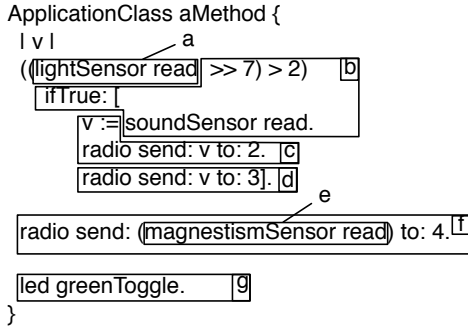 ApplicationClass aMethod {
| v | a
((lightSensor read >> 7) > 2) b
ifTrue: [
v := soundSensor read.
radio send: v to: 2. c
radio send: v to: 3]. d
e
radio send: (magnestismSensor read) to: 4. f
led greenToggle. g
}